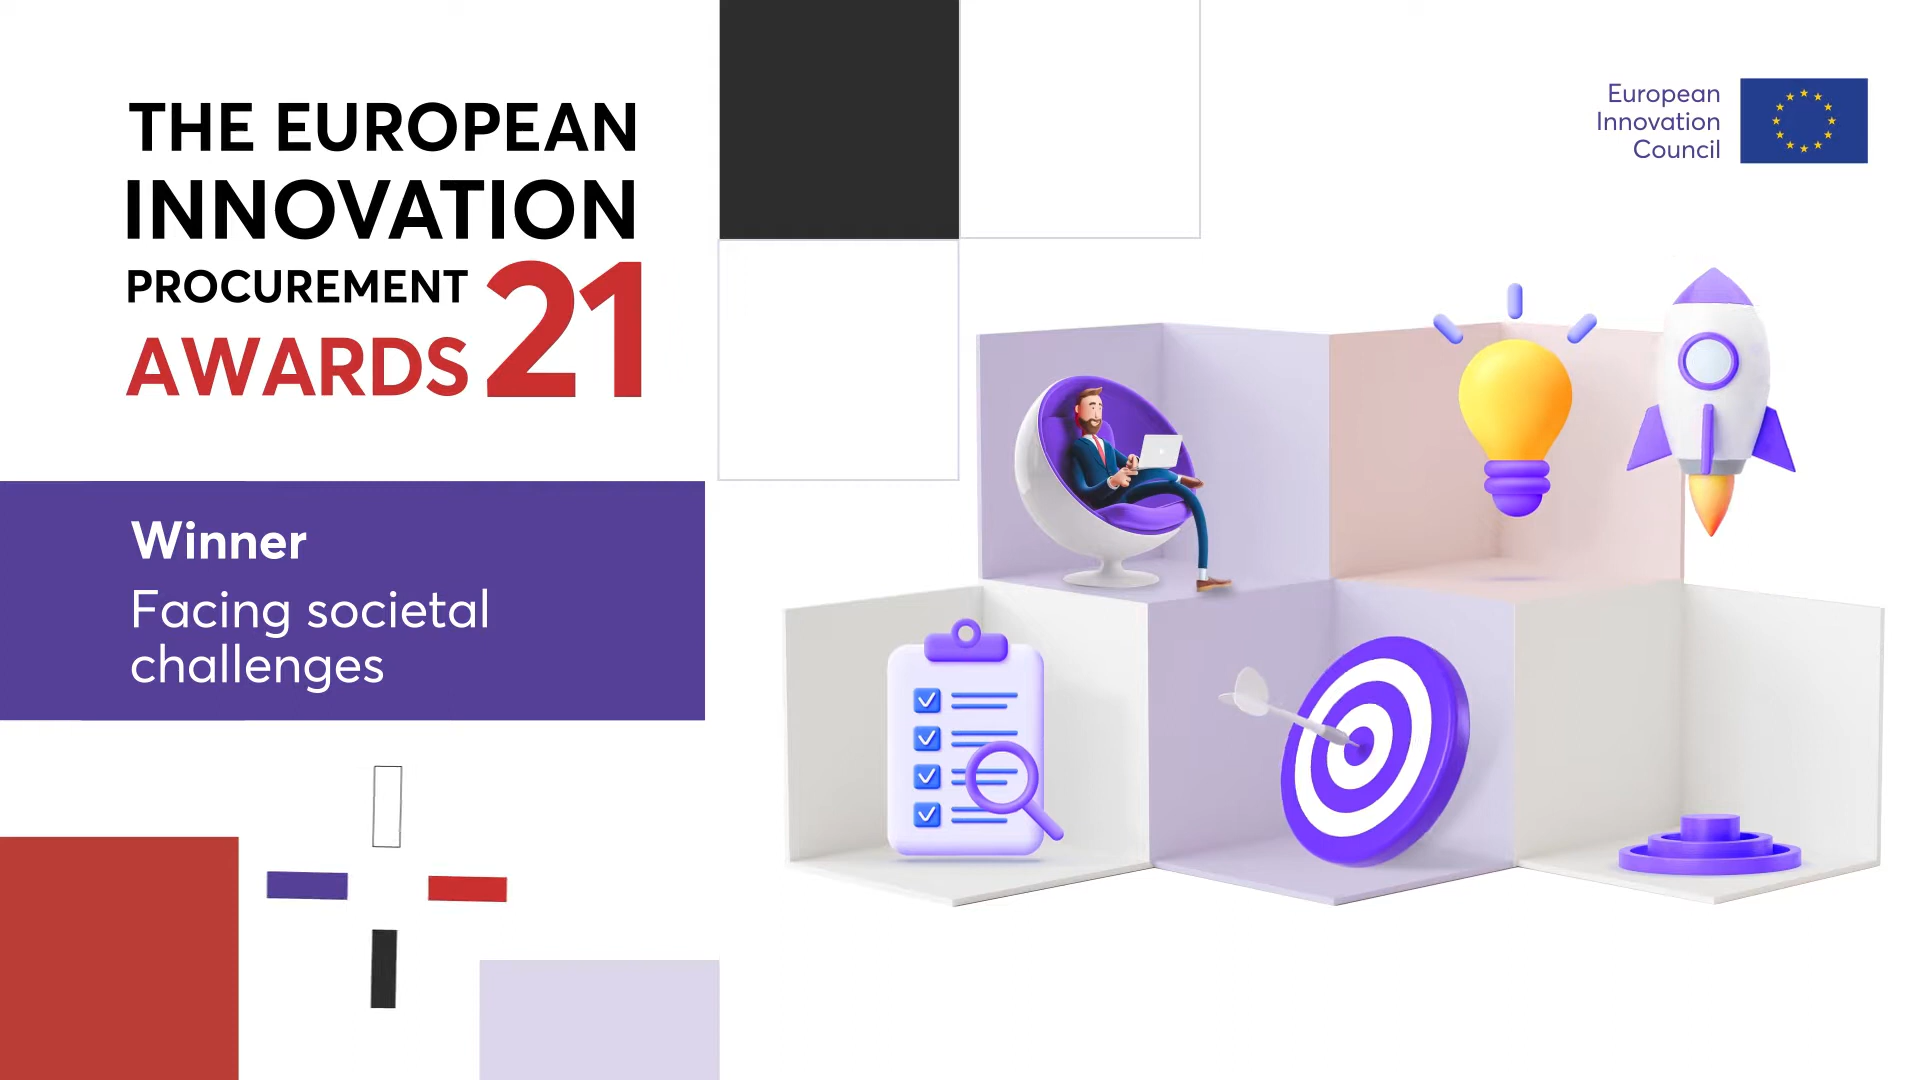 THE EUROPEAN
INNOVATION
PROCUREMENT
AWARDS 21
Winner
Facing societal
challenges
European
Innovation
Council